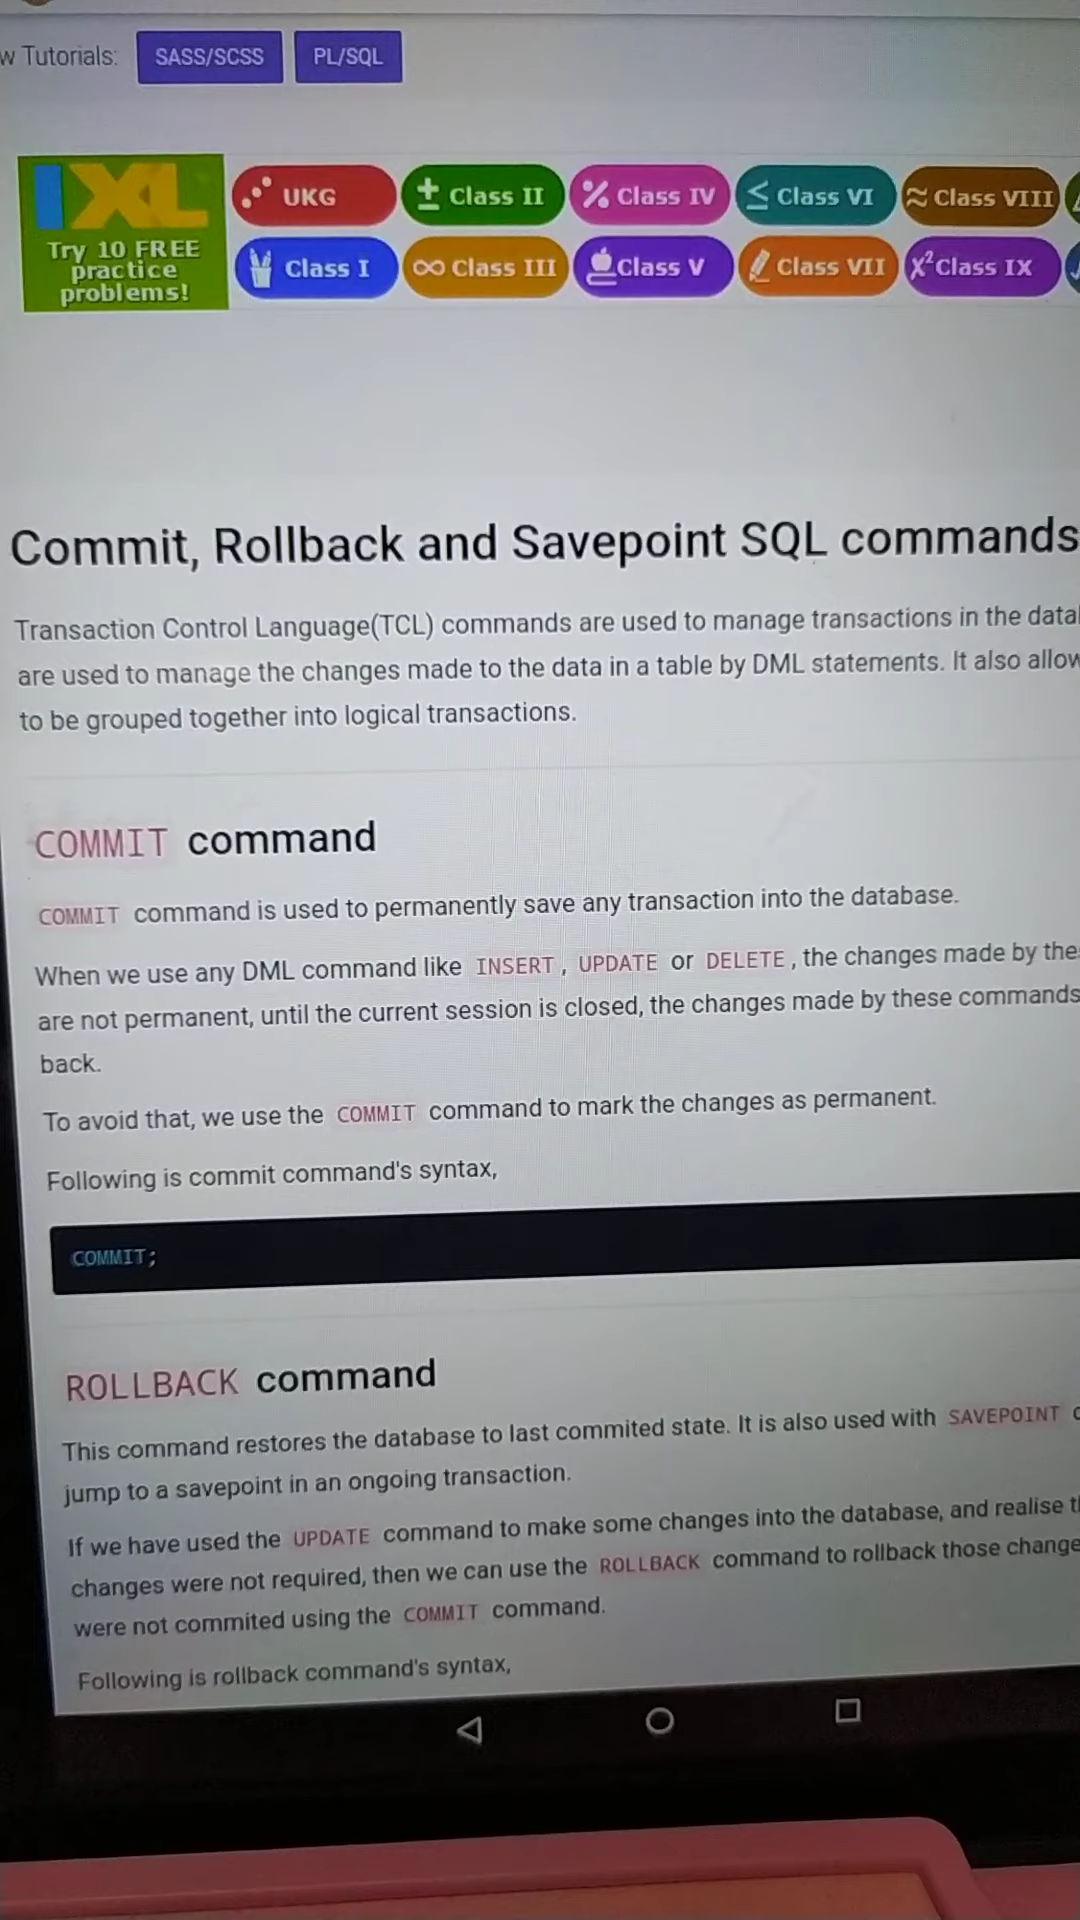 w Tutorials: SASS/SCSS PL/SQL
IXL
Try 10 FREE
practice
problems!
UKG Class II Class IV Class VI Class VIII
Class I Class III Class V Class VII Class IX
Commit, Rollback and Savepoint SQL commands
Transaction Control Language(TCL) commands are used to manage transactions in the data
are used to manage the changes made to the data in a table by DML statements. It also allow
to be grouped together into logical transactions.
COMMIT command
COMMIT command is used to permanently save any transaction into the database.
When we use any DML command like INSERT, UPDATE or DELETE, the changes made by the
are not permanent, until the current session is closed, the changes made by these commands
back.
To avoid that, we use the COMMIT command to mark the changes as permanent.
Following is commit command's syntax,
COMMIT;
ROLLBACK command
This command restores the database to last commited state. It is also used with SAVEPOINT
jump to a savepoint in an ongoing transaction.
If we have used the UPDATE command to make some changes into the database, and realise t
changes were not required, then we can use the ROLLBACK command to rollback those change
were not commited using the COMMIT command.
Following is rollback command's syntax,